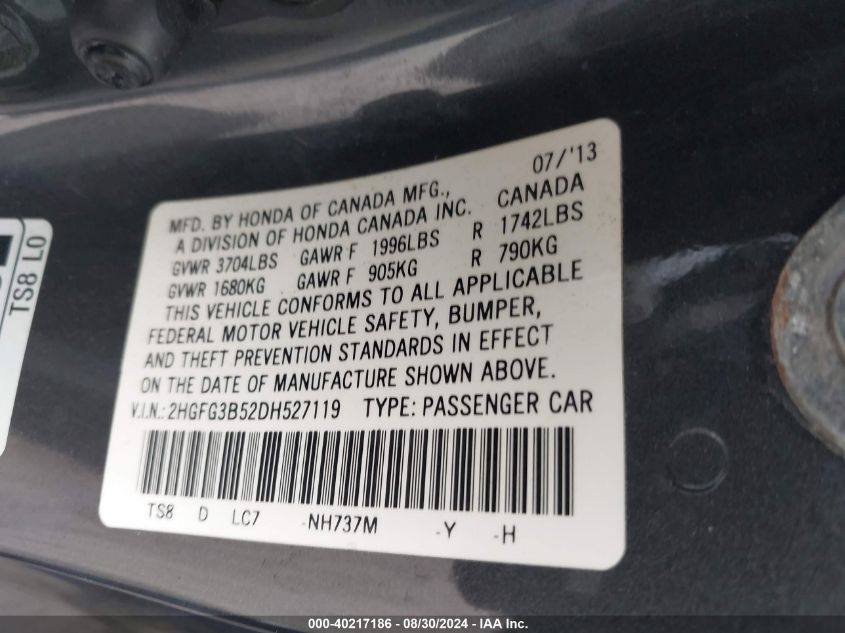 07/'13
MFD. BY HONDA OF CANADA MFG.,
A DIVISION OF HONDA CANADA INC. CANADA
GVWR 3704LBS GAWR F 1996LBS R 1742LBS
GVWR 1680KG GAWR F 905KG R 790KG
THIS VEHICLE CONFORMS TO ALL APPLICABLE
FEDERAL MOTOR VEHICLE SAFETY, BUMPER,
AND THEFT PREVENTION STANDARDS IN EFFECT
ON THE DATE OF MANUFACTURE SHOWN ABOVE.
V.I.N.: 2HGFG3B52DH527119 TYPE: PASSENGER CAR
TS8 D LC7 -NH737M -Y -H
TS8 LO
000-40217186 - 08/30/2024 - IAA Inc.